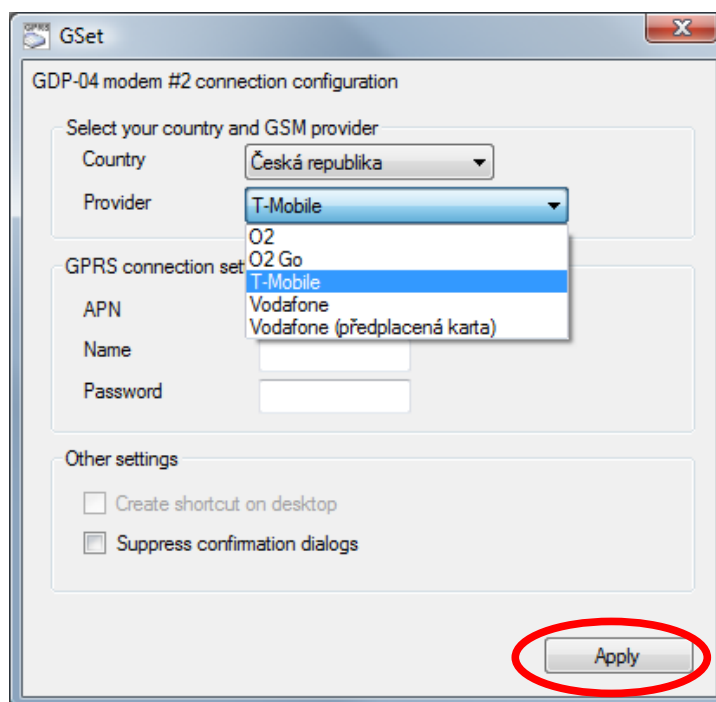 GPRS
GSet
X
GDP-04 modem #2 connection configuration
Select your country and GSM provider
Country
Česká republika
Provider
T-Mobile
O2
O2 Go
T-Mobile
Vodafone
Vodafone (předplacená karta)
GPRS connection set
APN
Name
Password
Other settings
Create shortcut on desktop
Suppress confirmation dialogs
Apply